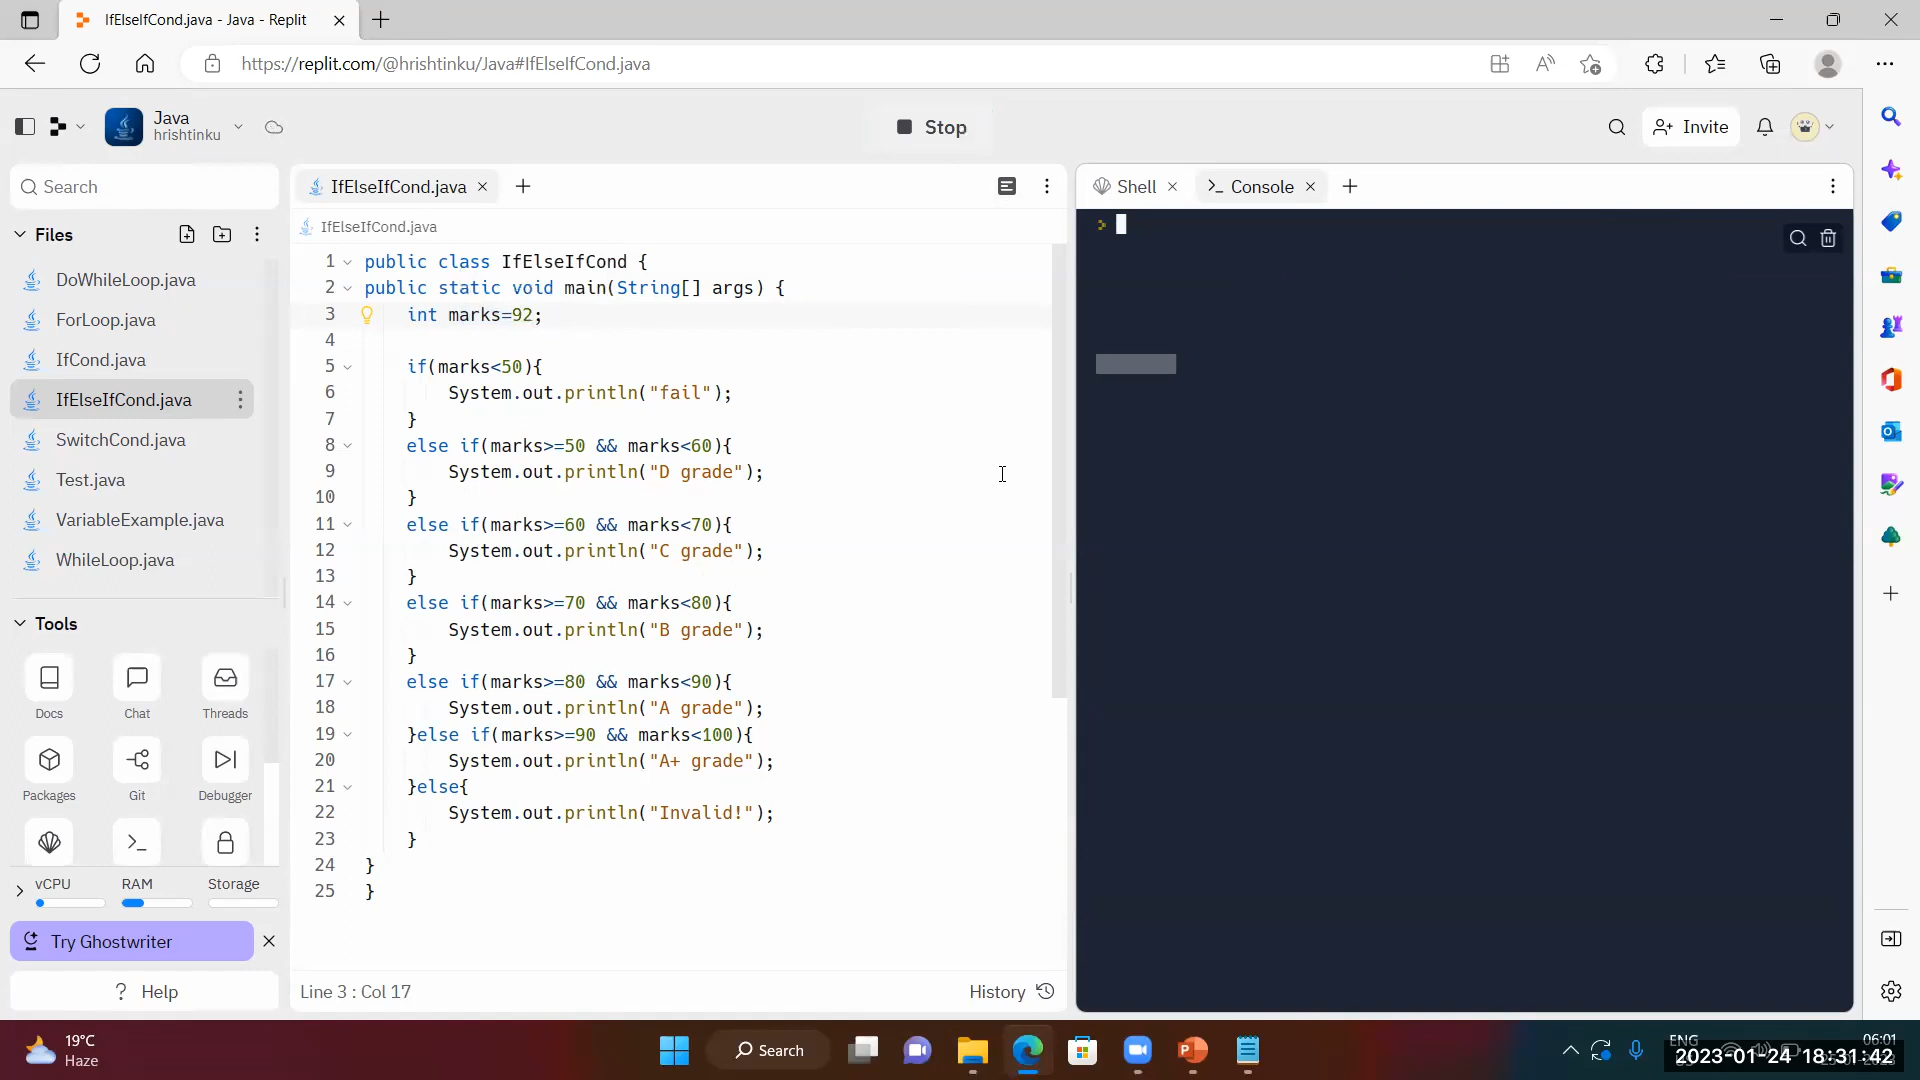 IfElseIfCond.java - Java - Replit
https://replit.com/@hrishtinku/Java#IfElseIfCond.java
Java
hrishtinku
Stop
Invite
Search
Files
DoWhileLoop.java
ForLoop.java
IfCond.java
IfElseIfCond.java
SwitchCond.java
Test.java
VariableExample.java
WhileLoop.java
Tools
Docs Chat Threads
Packages Git Debugger
vCPU RAM Storage
Try Ghostwriter
? Help
IfElseIfCond.java
IfElseIfCond.java
1 public class IfElseIfCond {
2 public static void main(String[] args) {
3 int marks=92;
4
5 if(marks<50){
6 System.out.println("fail");
7 }
8 else if(marks>=50 && marks<60){
9 System.out.println("D grade");
10 }
11 else if(marks>=60 && marks<70){
12 System.out.println("C grade");
13 }
14 else if(marks>=70 && marks<80){
15 System.out.println("B grade");
16 }
17 else if(marks>=80 && marks<90){
18 System.out.println("A grade");
19 }else if(marks>=90 && marks<100){
20 System.out.println("A+ grade");
21 }else{
22 System.out.println("Invalid!");
23 }
24 }
25 }
Line 3 : Col 17
History
Shell
Console
19°C
Haze
Search
ENG
06:01
2023-01-24 18:31:42